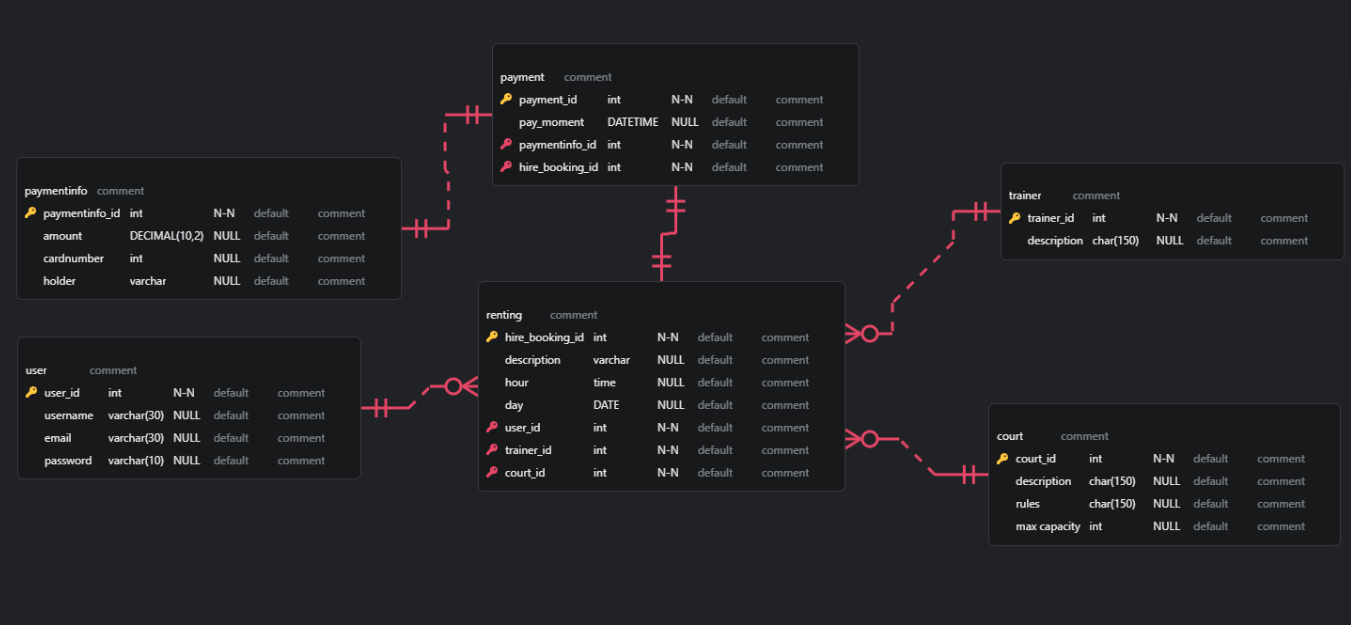 payment comment
payment_id int N-N default comment
pay_moment DATETIME NULL default comment
paymentinfo_id int N-N default comment
hire_booking_id int N-N default comment
paymentinfo comment
paymentinfo_id int N-N default comment
amount DECIMAL(10,2) NULL default comment
cardnumber int NULL default comment
holder varchar NULL default comment
trainer comment
trainer_id int N-N default comment
description char(150) NULL default comment
renting comment
hire_booking_id int N-N default comment
description varchar NULL default comment
hour time NULL default comment
day DATE NULL default comment
user_id int N-N default comment
trainer_id int N-N default comment
court_id int N-N default comment
user comment
user_id int N-N default comment
username varchar(30) NULL default comment
email varchar(30) NULL default comment
password varchar(10) NULL default comment
court comment
court_id int N-N default comment
description char(150) NULL default comment
rules char(150) NULL default comment
max capacity int NULL default comment